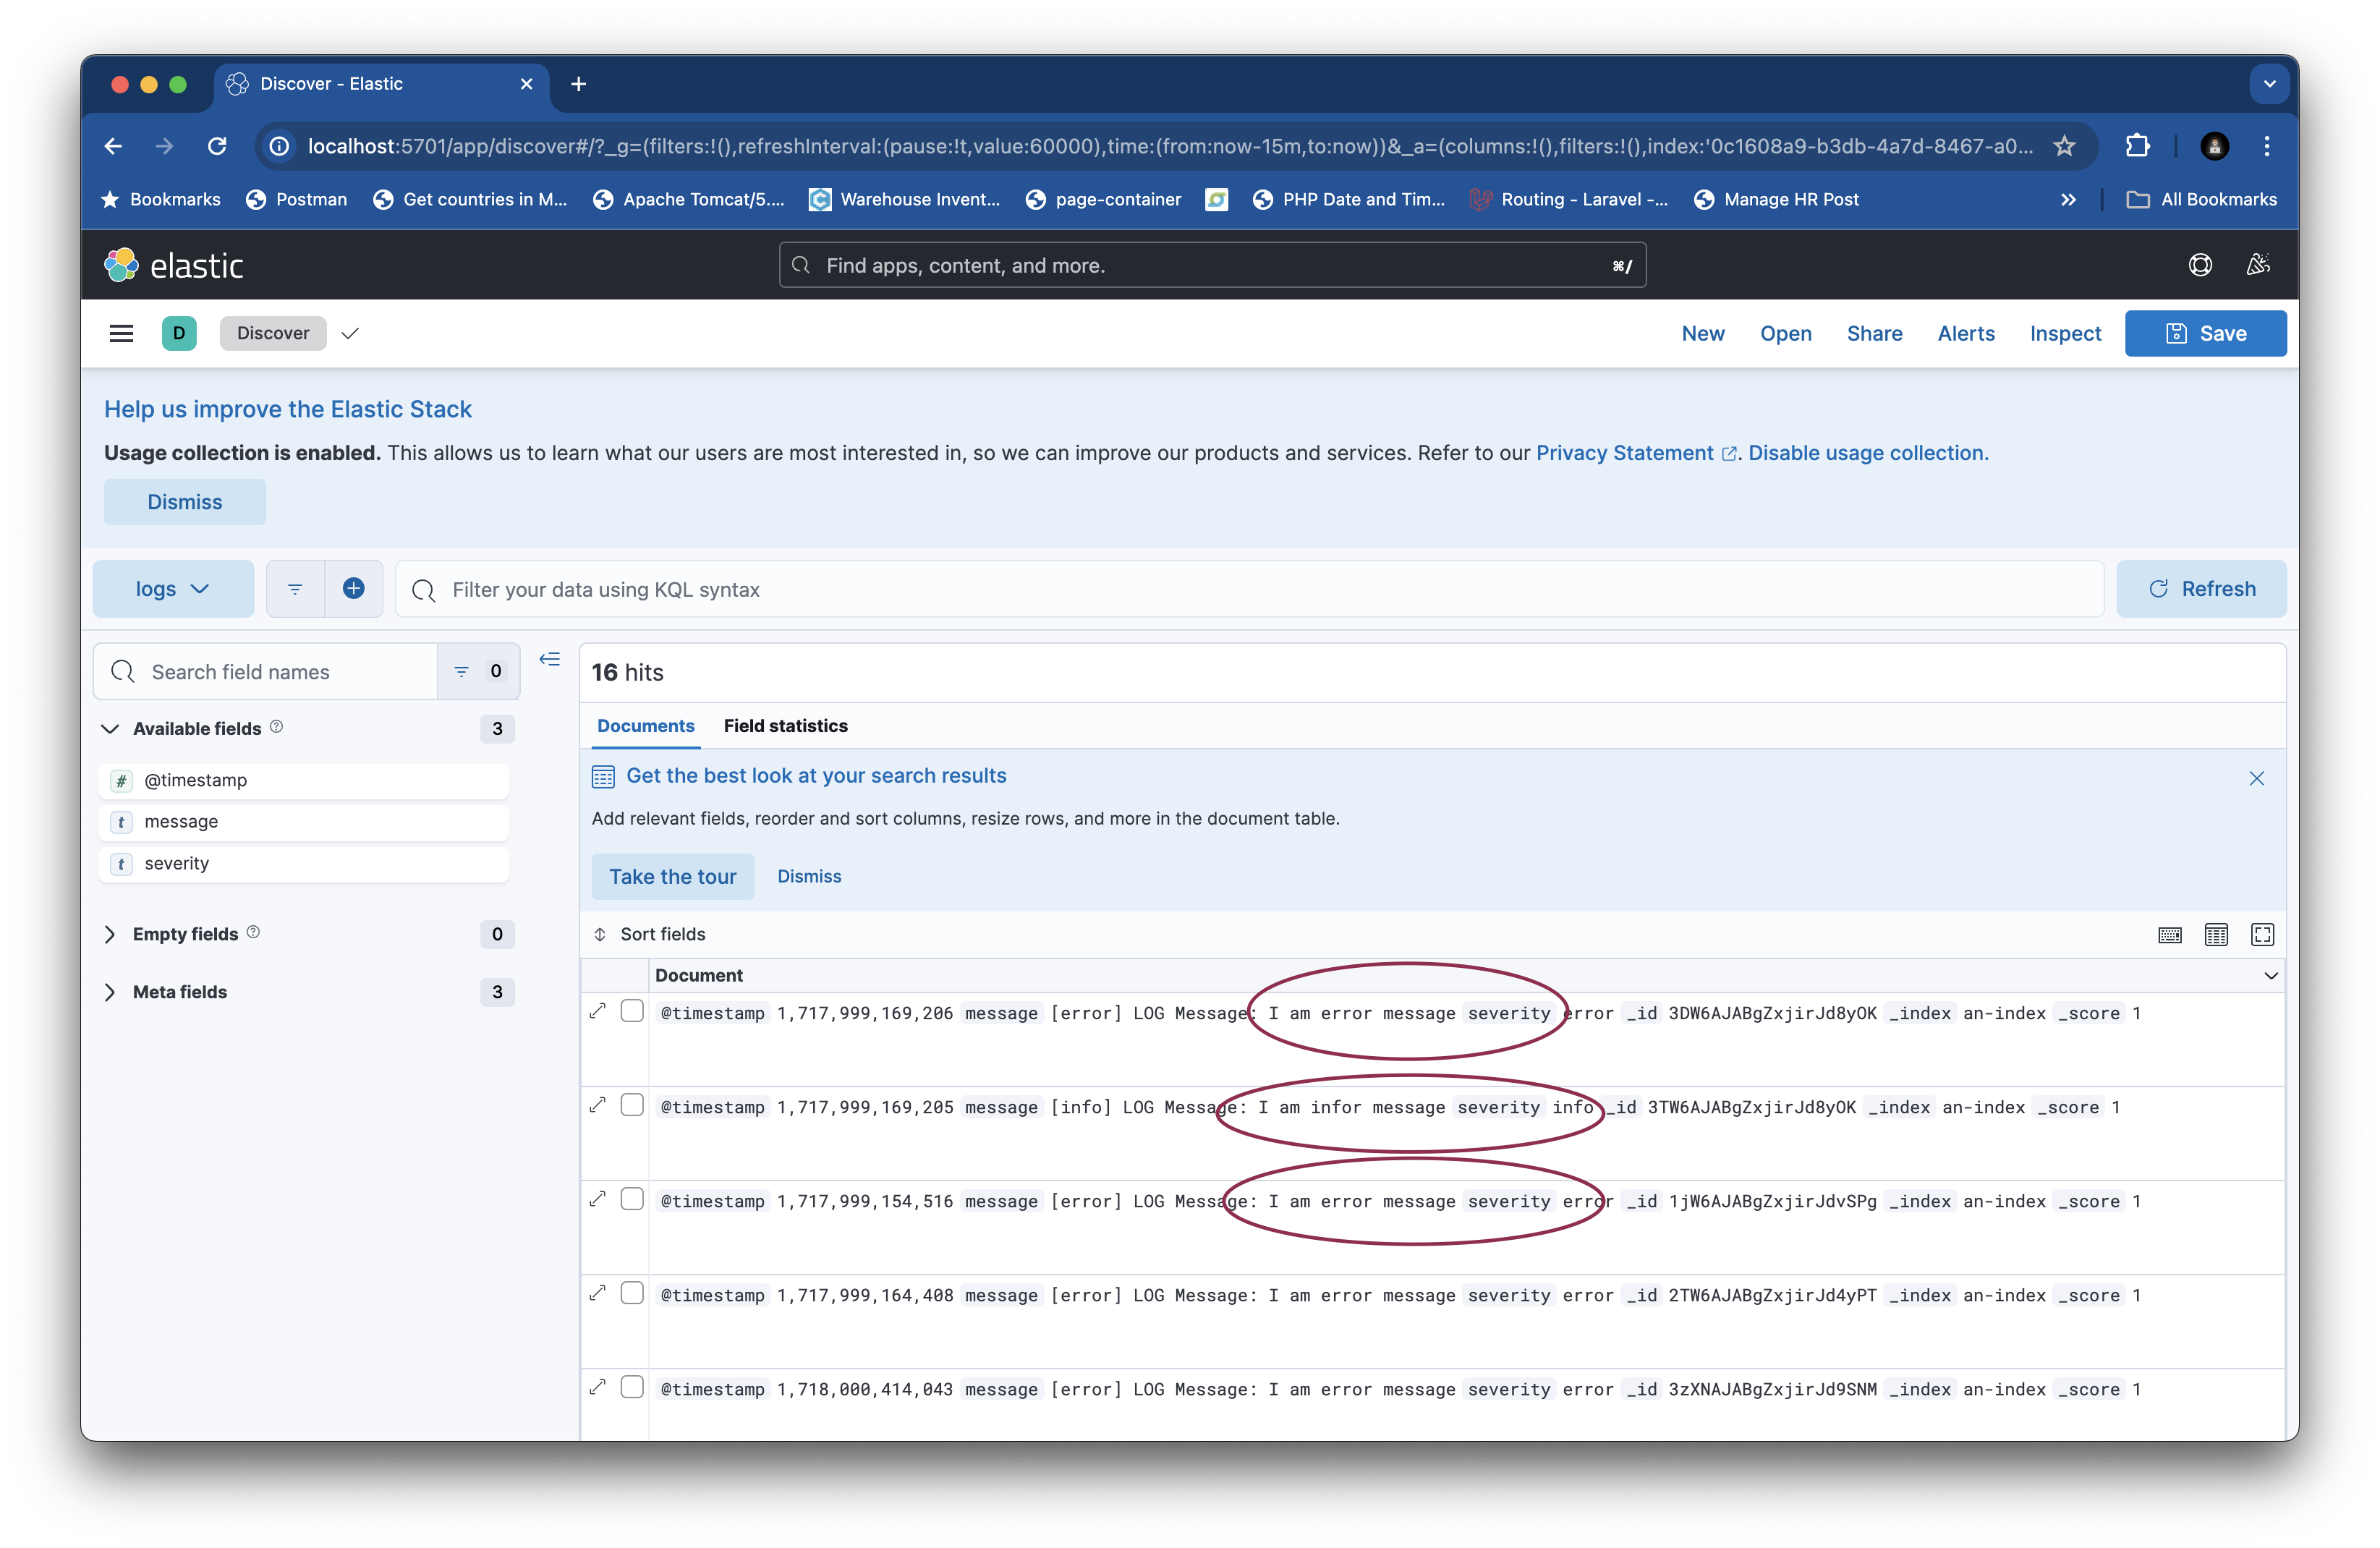 Discover - Elastic
localhost:5701/app/discover#/?_g=(filters:!(),refreshInterval:(pause:!t,value:60000),time:(from:now-15m,to:now))&_a=(columns:!(),filters:!(),index:'0c1608a9-b3db-4a7d-8467-a0...
Bookmarks Postman Get countries in M... Apache Tomcat/5.... Warehouse Invent... page-container PHP Date and Tim... Routing - Laravel -... Manage HR Post » All Bookmarks
elastic Find apps, content, and more. ⌘/
D Discover New Open Share Alerts Inspect Save
Help us improve the Elastic Stack
Usage collection is enabled. This allows us to learn what our users are most interested in, so we can improve our products and services. Refer to our Privacy Statement. Disable usage collection.
Dismiss
logs Filter your data using KQL syntax Refresh
Search field names 0
16 hits
Available fields 3
Documents Field statistics
# @timestamp
t message
t severity
Get the best look at your search results
Add relevant fields, reorder and sort columns, resize rows, and more in the document table.
Take the tour Dismiss
Empty fields 0
Meta fields 3
Sort fields
Document
@timestamp 1,717,999,169,206 message [error] LOG Message: I am error message severity error _id 3DW6AJABgZxjirJd8yOK _index an-index _score 1
@timestamp 1,717,999,169,205 message [info] LOG Message: I am infor message severity info _id 3TW6AJABgZxjirJd8yOK _index an-index _score 1
@timestamp 1,717,999,154,516 message [error] LOG Message: I am error message severity error _id 1jW6AJABgZxjirJdvSPg _index an-index _score 1
@timestamp 1,717,999,164,408 message [error] LOG Message: I am error message severity error _id 2TW6AJABgZxjirJd4yPT _index an-index _score 1
@timestamp 1,718,000,414,043 message [error] LOG Message: I am error message severity error _id 3zXNAJABgZxjirJd9SNM _index an-index _score 1